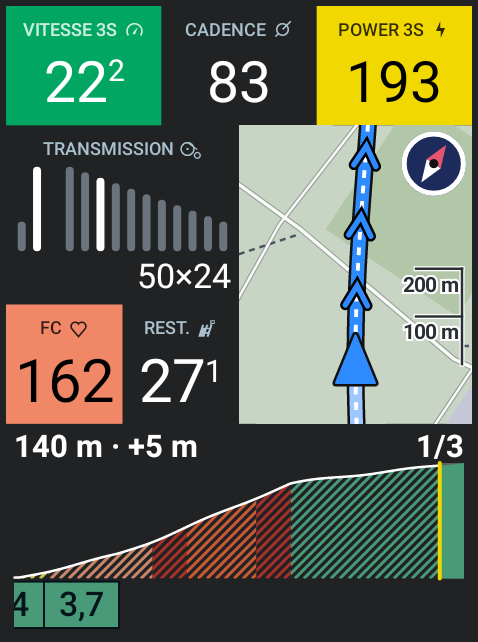 VITESSE 3S
CADENCE
POWER 3S
22²
83
193
TRANSMISSION
50×24
200 m
100 m
FC
REST.
162
27¹
140 m · +5 m
1/3
4
3,7